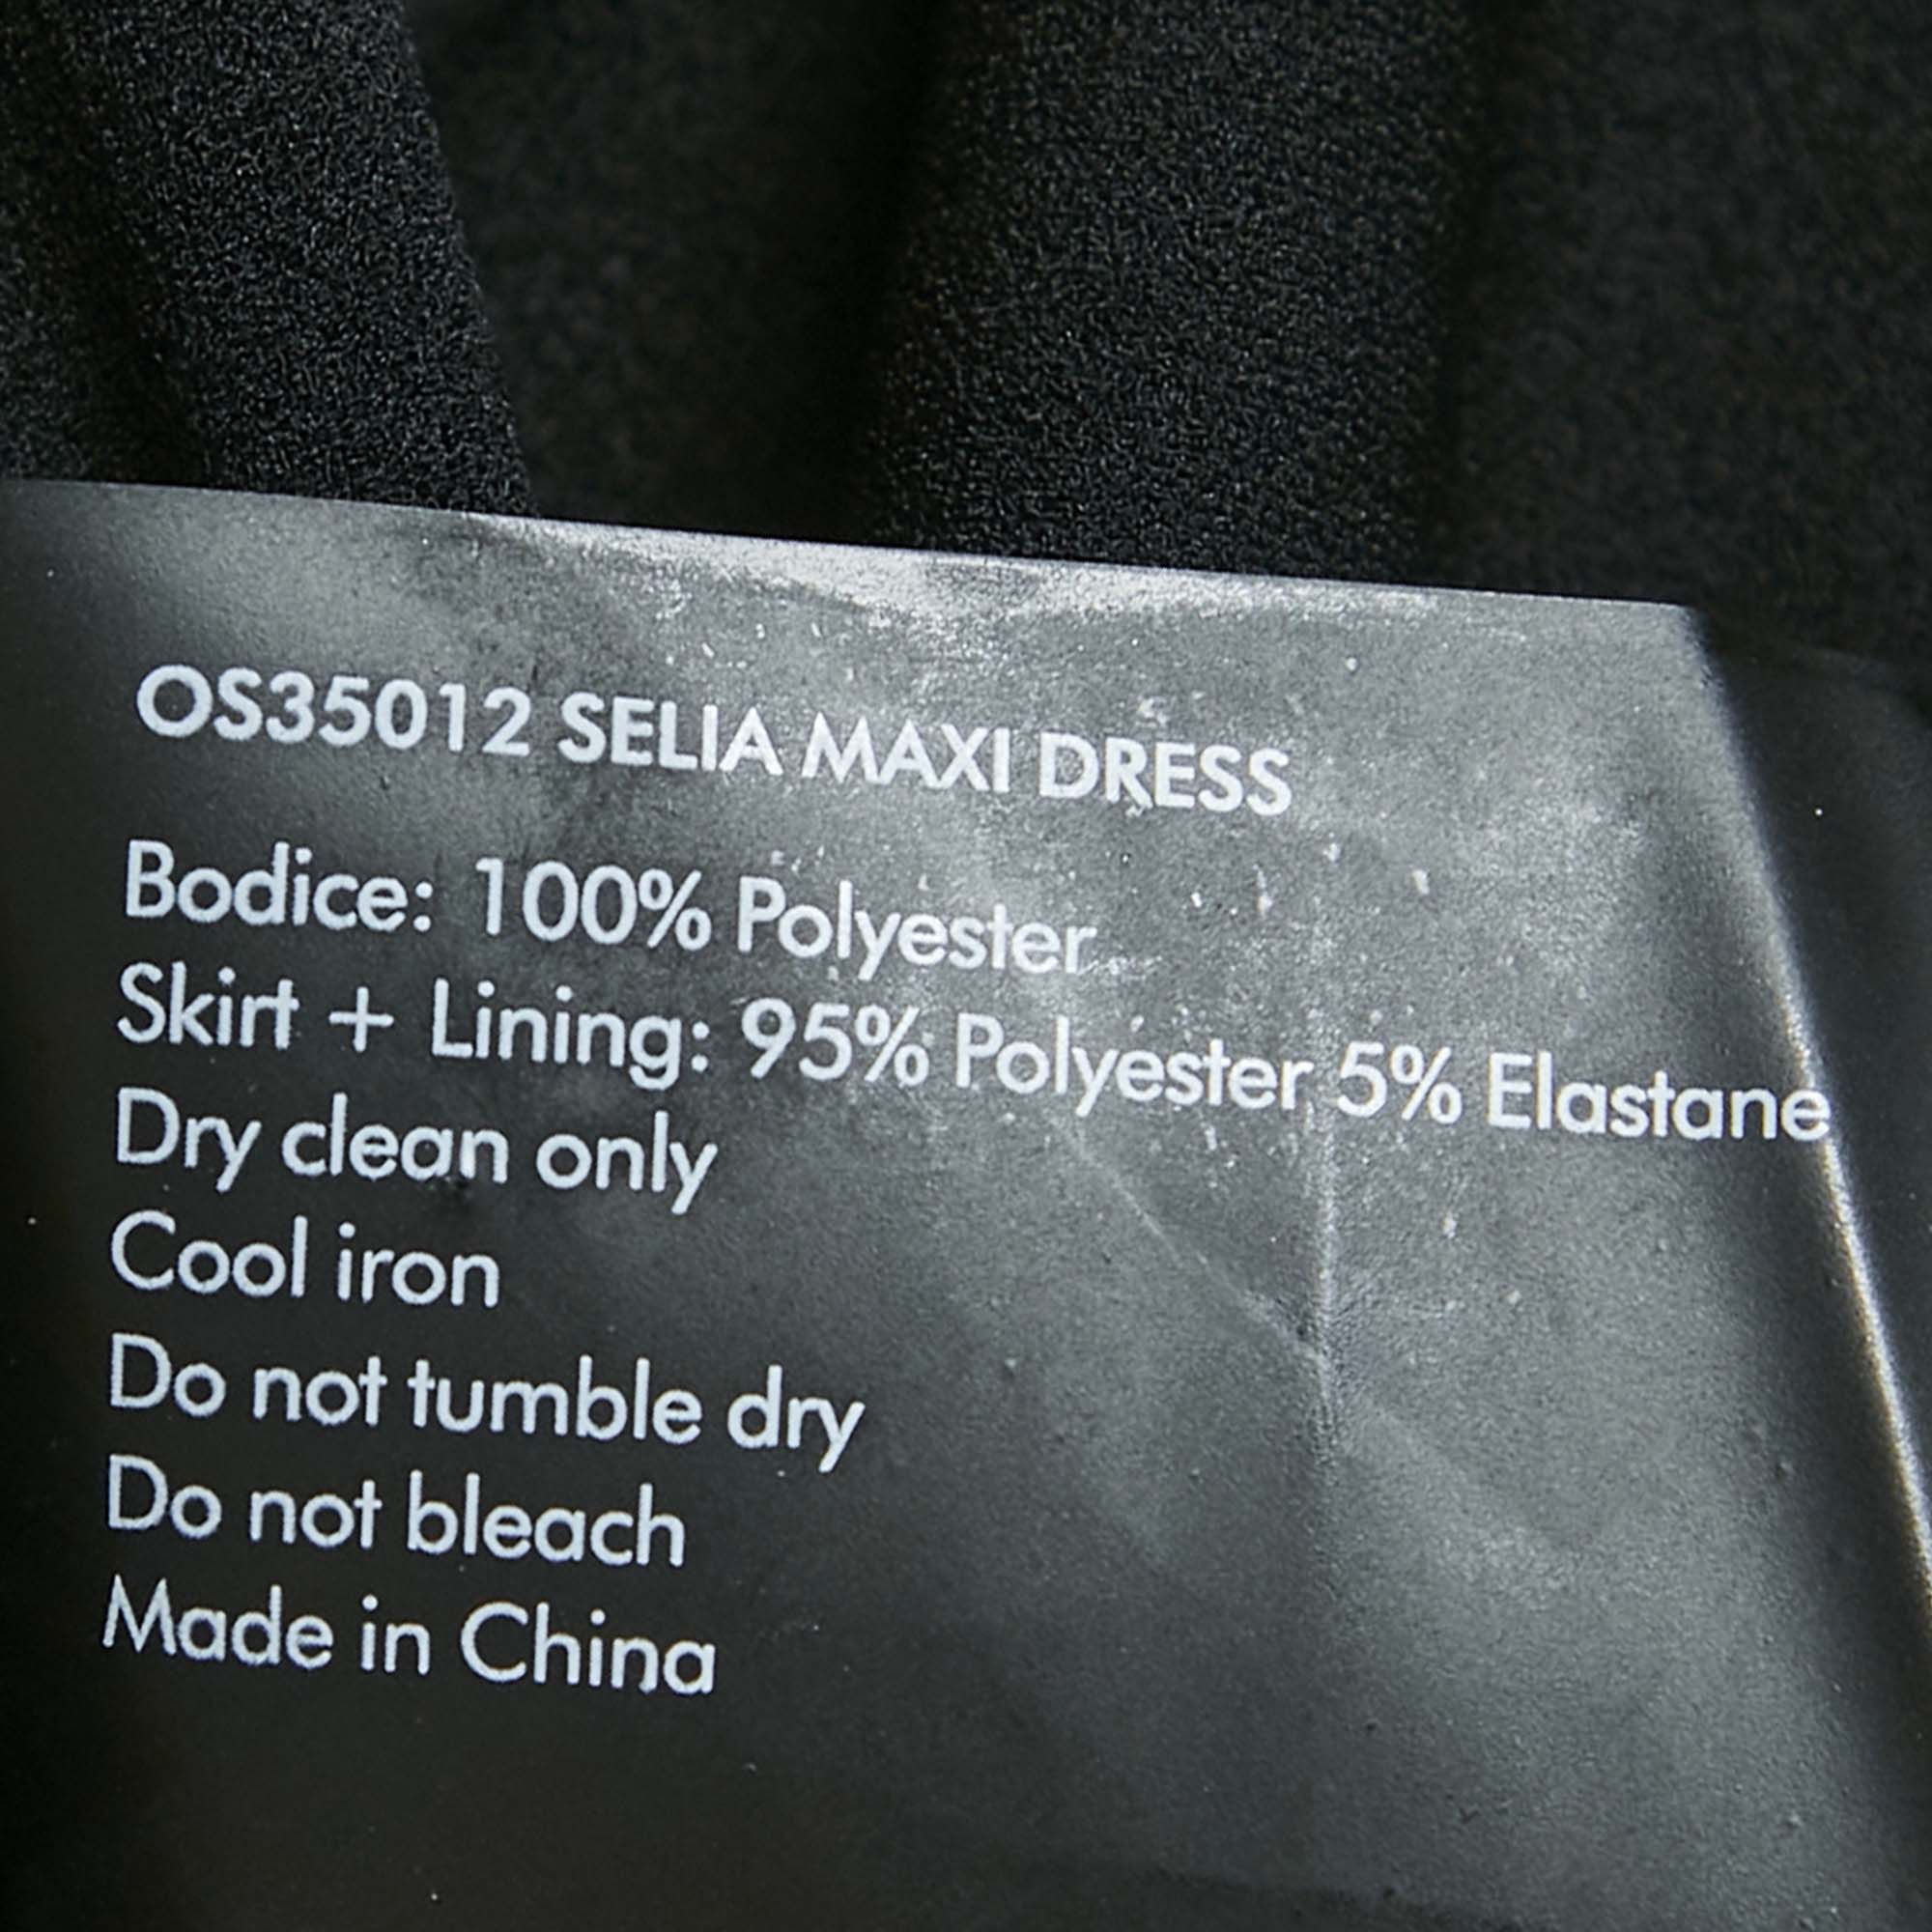 OS35012 SELIA MAXI DRESS
Bodice: 100% Polyester
Skirt + Lining: 95% Polyester 5% Elastane
Dry clean only
Cool iron
Do not tumble dry
Do not bleach
Made in China